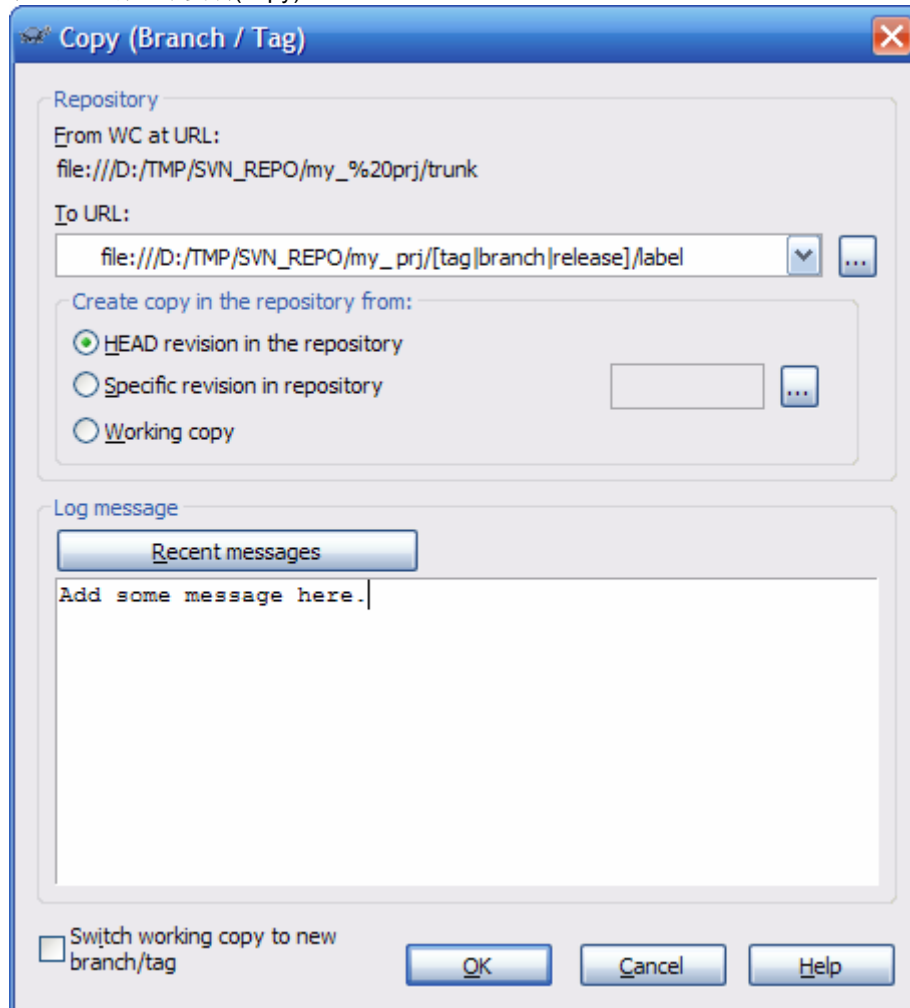 Copy (Branch / Tag)
Repository
From WC at URL:
file:///D:/TMP/SVN_REPO/my_%20prj/trunk
To URL:
file:///D:/TMP/SVN_REPO/my_ prj/[tag|branch|release]/label
...
Create copy in the repository from:
HEAD revision in the repository
Specific revision in repository
...
Working copy
Log message
Recent messages
Add some message here.
Switch working copy to new
branch/tag
OK
Cancel
Help